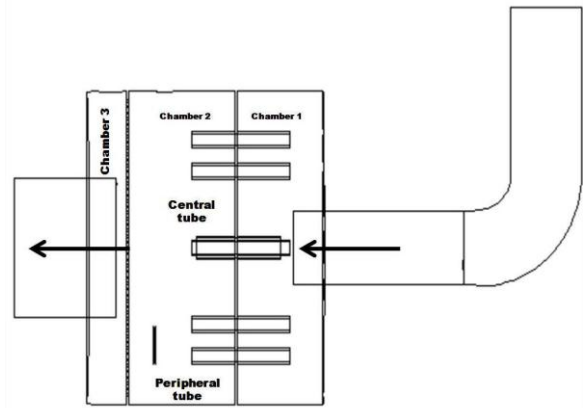 Chamber 3
Chamber 2
Chamber 1
Central
tube
Peripheral
tube